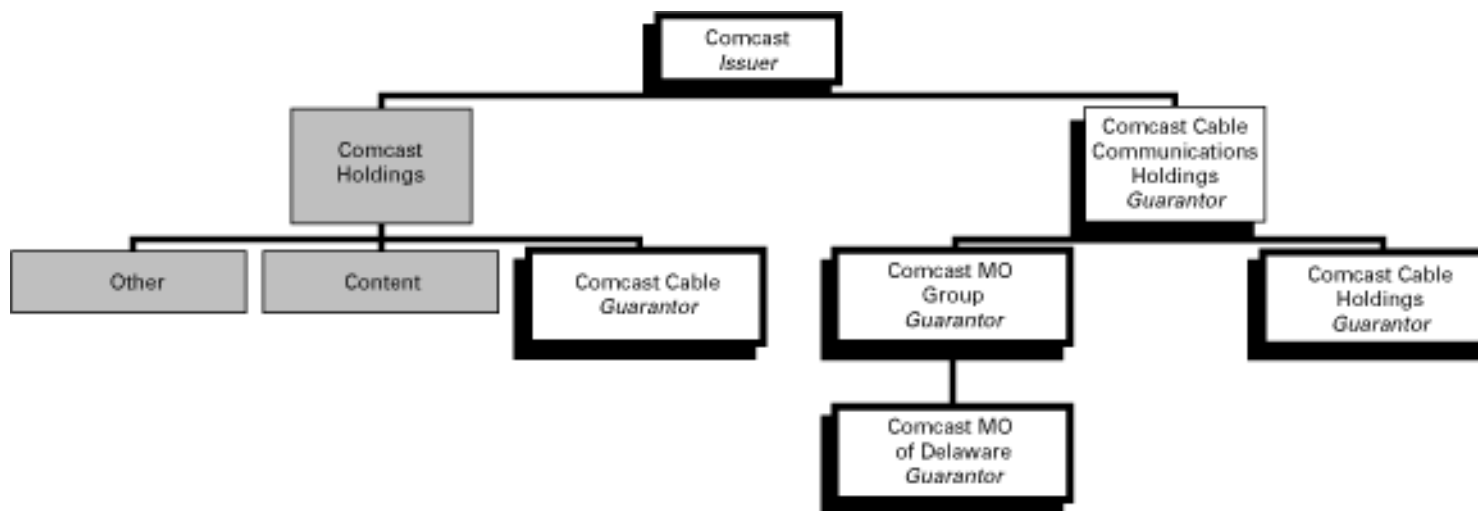 Comcast
Issuer
Comcast
Holdings
Comcast Cable
Communications
Holdings
Guarantor
Other
Content
Comcast Cable
Guarantor
Comcast MO
Group
Guarantor
Comcast Cable
Holdings
Guarantor
Comcast MO
of Delaware
Guarantor